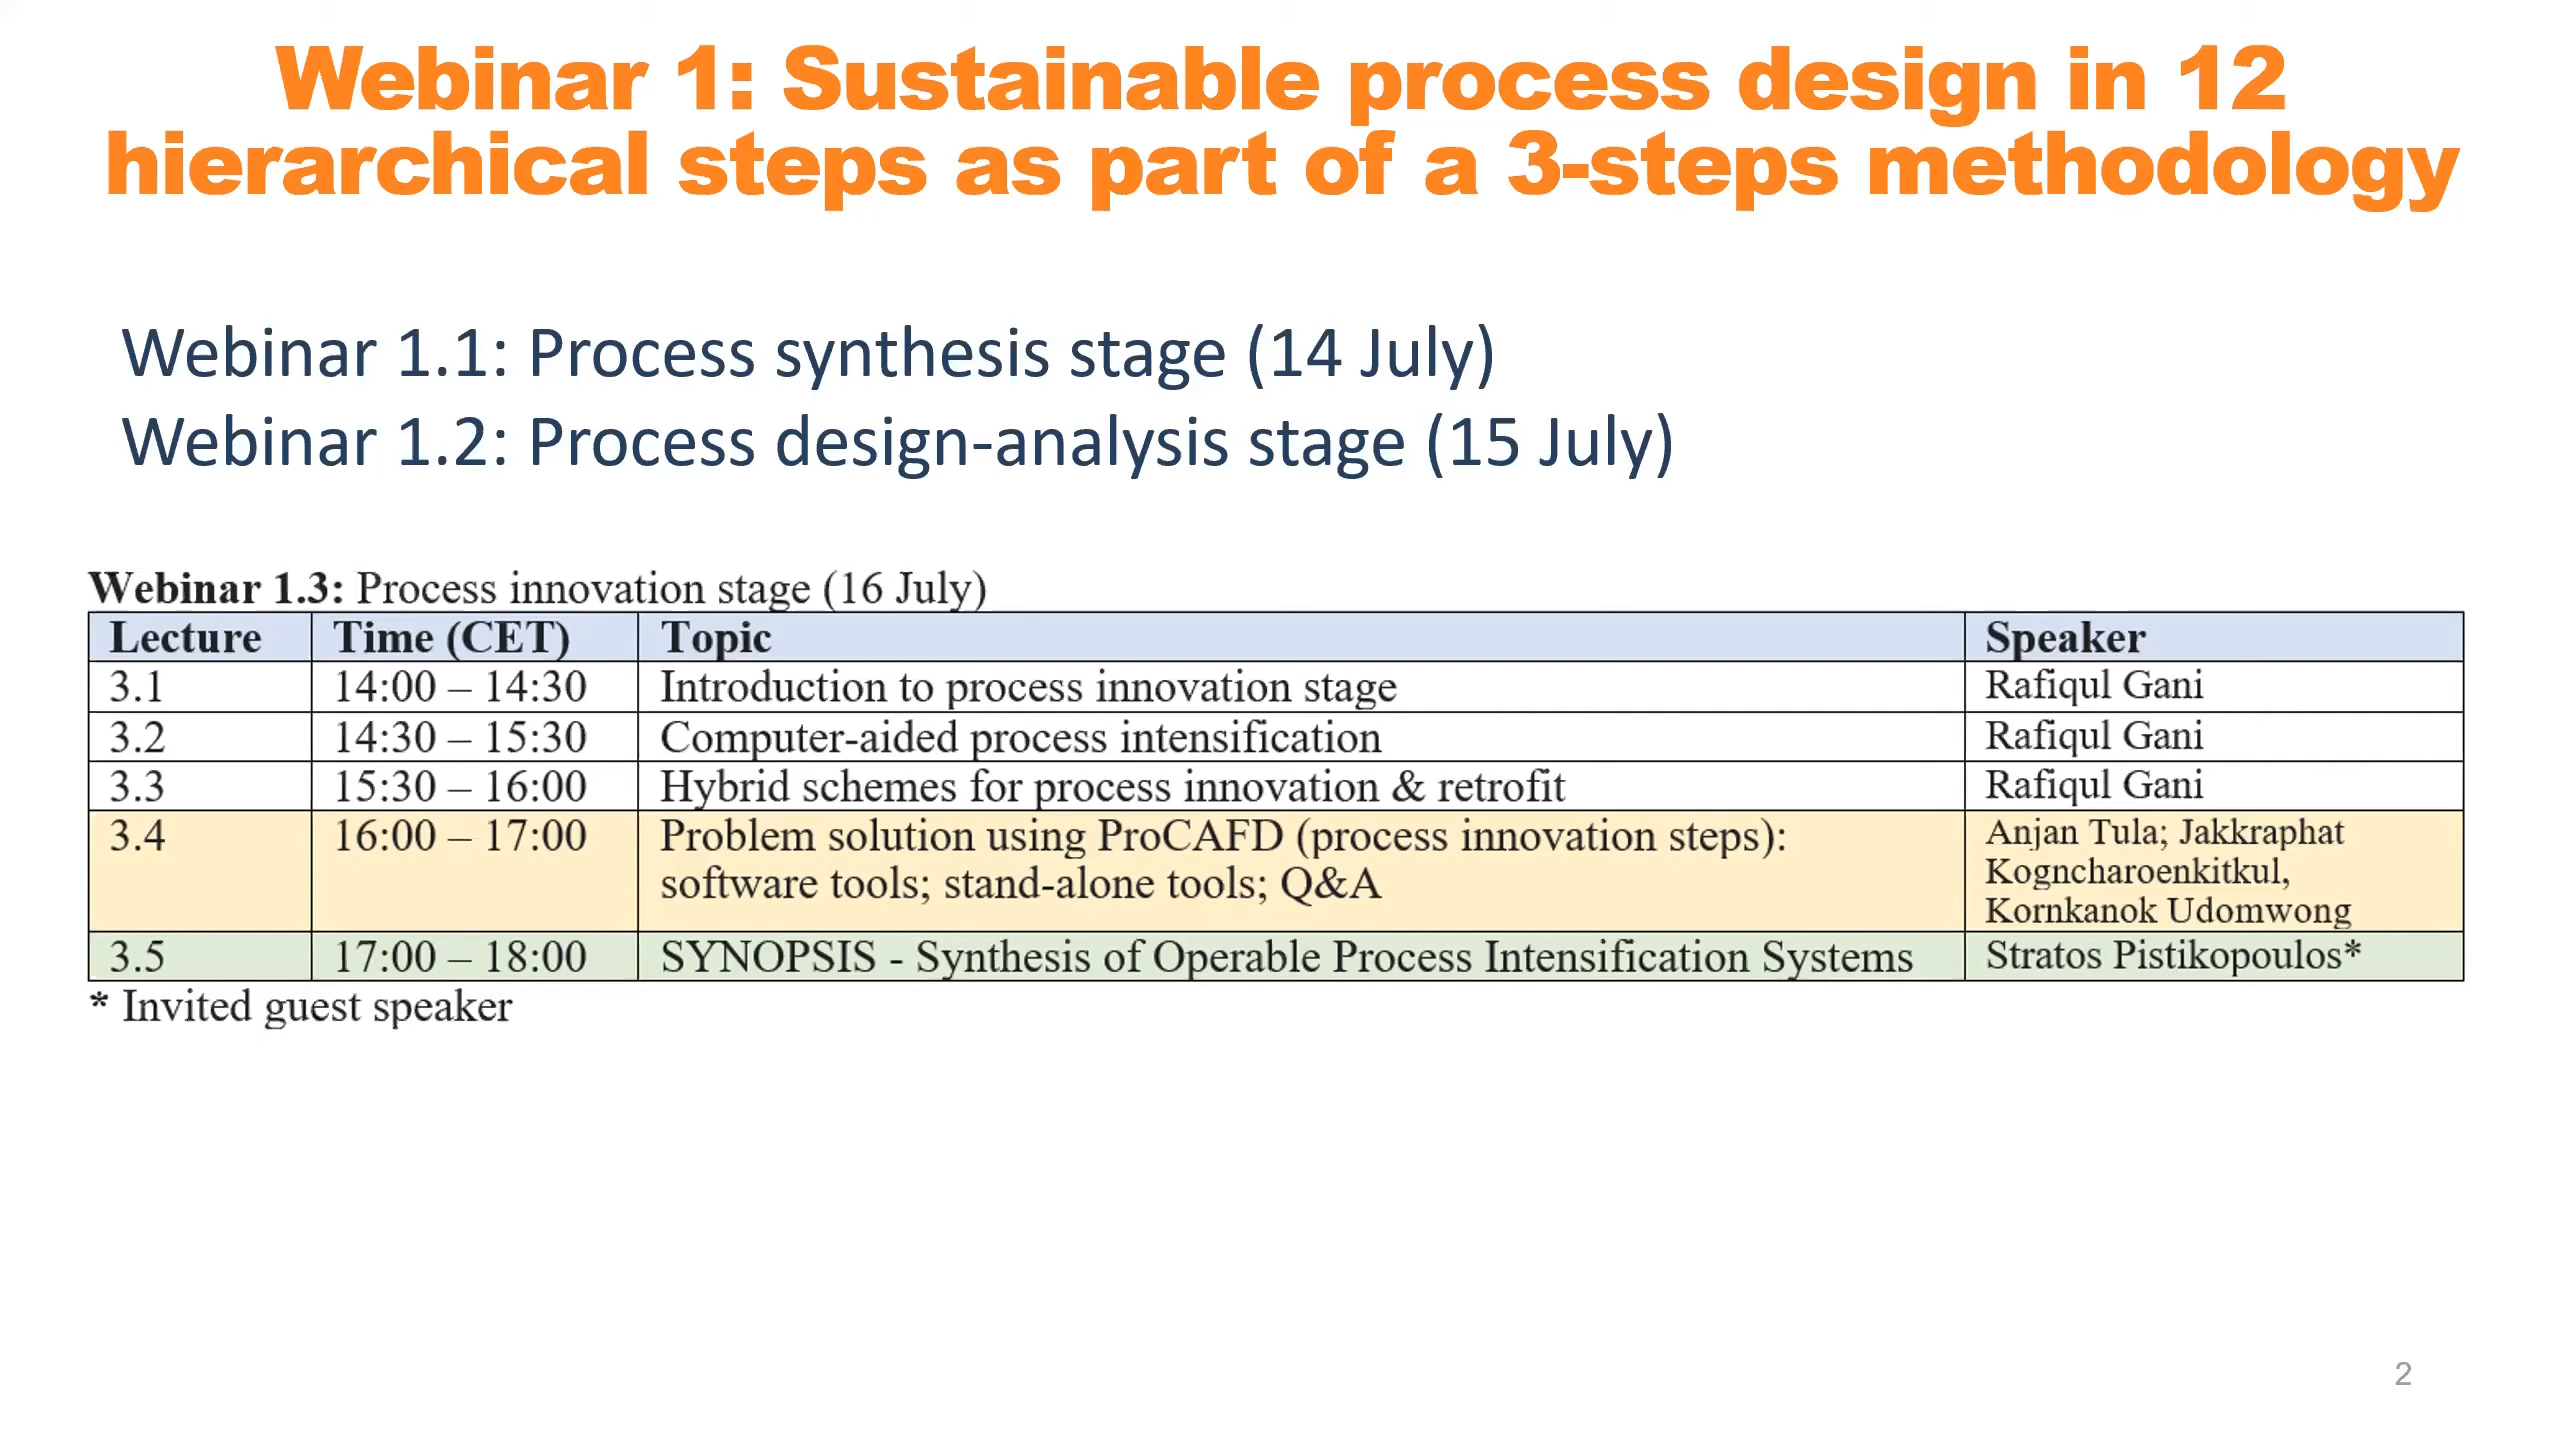 Webinar 1: Sustainable process design in 12
hierarchical steps as part of a 3-steps methodology
Webinar 1.1: Process synthesis stage (14 July)
Webinar 1.2: Process design-analysis stage (15 July)
Webinar 1.3: Process innovation stage (16 July)
Lecture Time (CET) Topic Speaker
3.1 14:00 – 14:30 Introduction to process innovation stage Rafiqul Gani
3.2 14:30 – 15:30 Computer-aided process intensification Rafiqul Gani
3.3 15:30 – 16:00 Hybrid schemes for process innovation & retrofit Rafiqul Gani
3.4 16:00 – 17:00 Problem solution using ProCAFD (process innovation steps):
software tools; stand-alone tools; Q&A
Anjan Tula; Jakkraphat
Kogncharoenkitkul,
Kornkanok Udomwong
3.5 17:00 – 18:00 SYNOPSIS - Synthesis of Operable Process Intensification Systems Stratos Pistikopoulos*
* Invited guest speaker
2